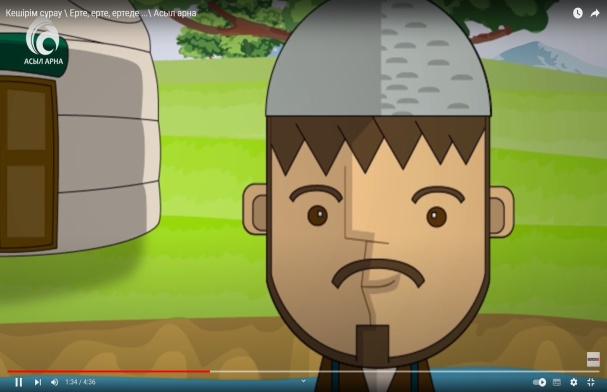 Кешірім сұрау \ Ерте, ерте, ертеде ...\ Асыл арна
АСЫЛ АРНА
1:34 / 4:36